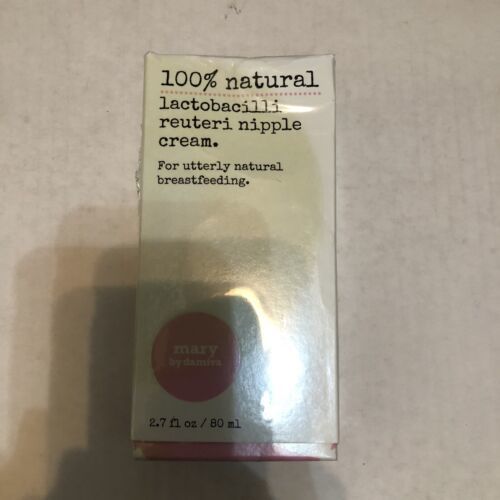 100% natural
lactobacilli
reuteri nipple
cream.
For utterly natural
breastfeeding.
mary
by damiva
2.7 fl oz / 80 ml